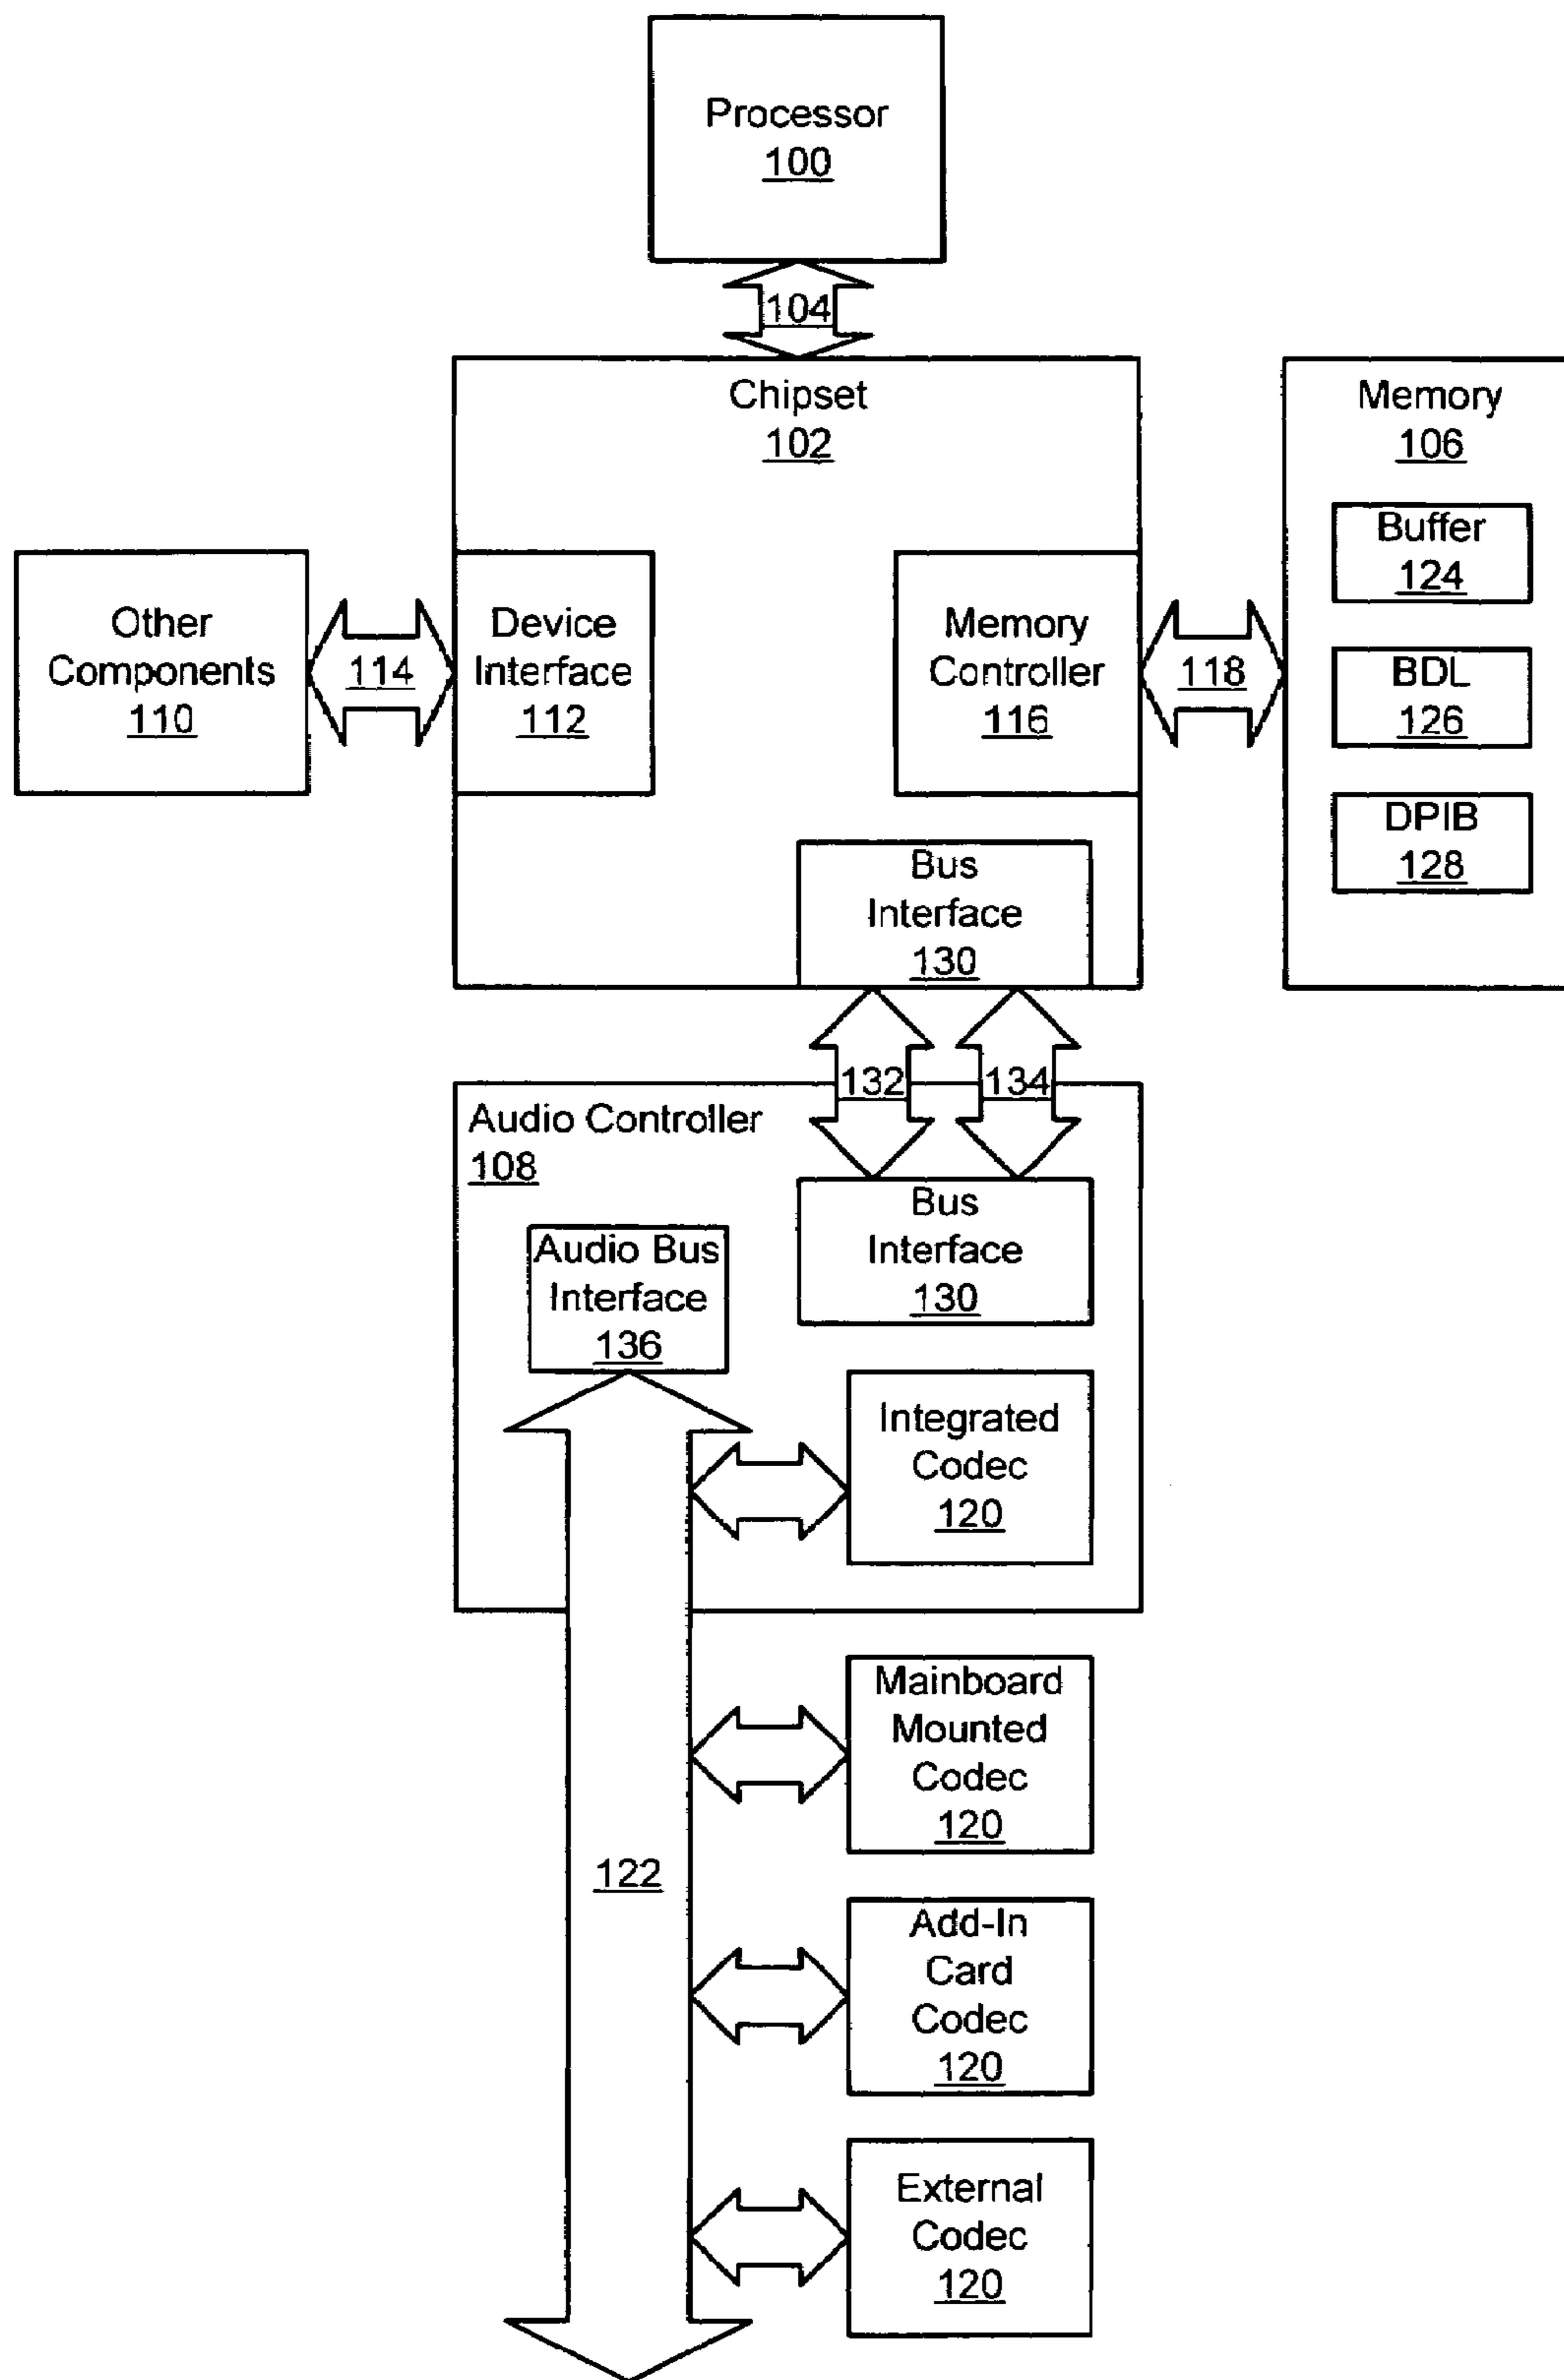 Processor
100
104
Chipset
102
Memory
106
Buffer
124
BDL
126
DPIB
128
Other
Components
110
114
Device
Interface
112
Memory
Controller
116
118
Bus
Interface
130
132
134
Audio Controller
108
Bus
Interface
130
Audio Bus
Interface
136
Integrated
Codec
120
Mainboard
Mounted
Codec
120
122
Add-In
Card
Codec
120
External
Codec
120